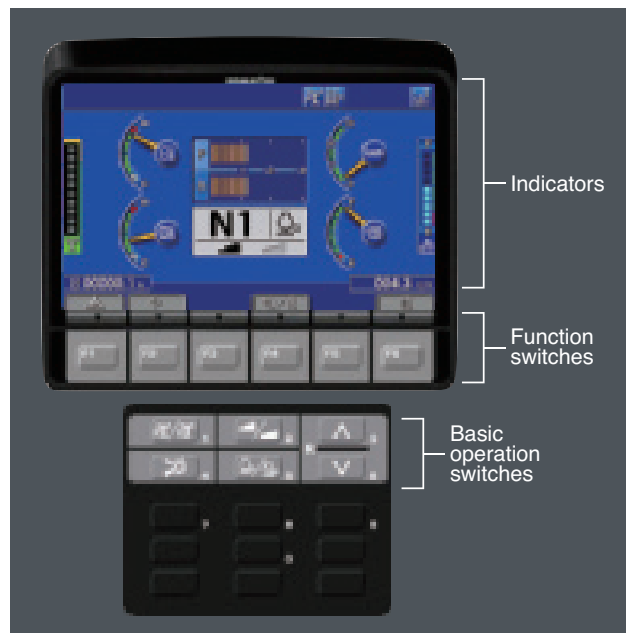 Indicators
N1
F1 F2 F3 F4 F5 F6
Function
switches
Basic
operation
switches